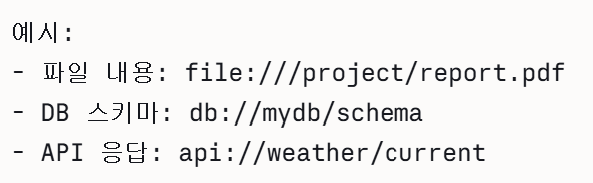 예시:
- 파일 내용: file:///project/report.pdf
- DB 스키마: db://mydb/schema
- API 응답: api://weather/current